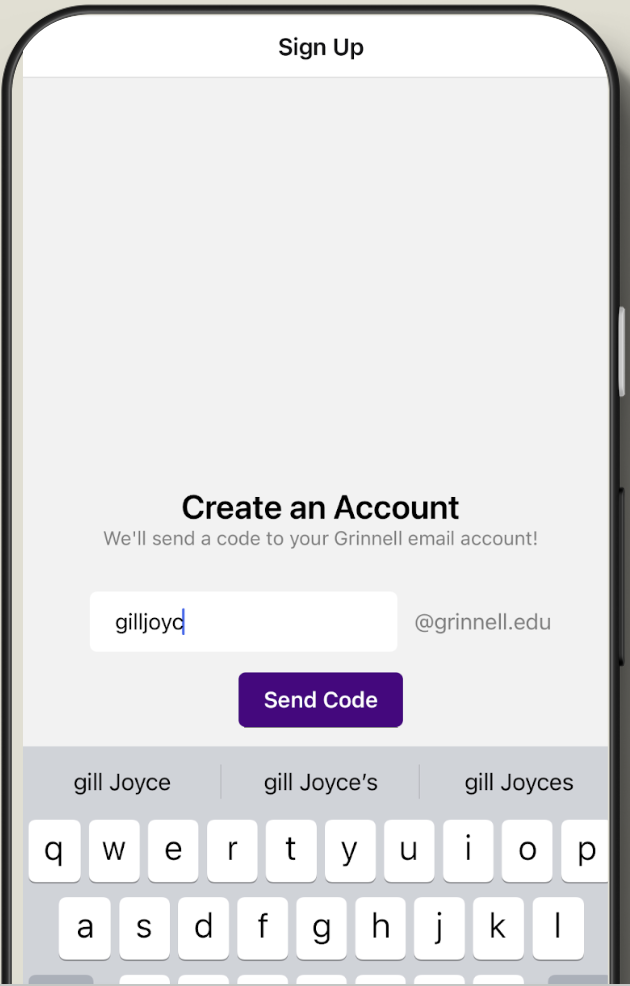 Sign Up
Create an Account
We'll send a code to your Grinnell email account!
gilljoyc @grinnell.edu
Send Code
gill Joyce gill Joyce’s gill Joyces
q w e r t y u i o p
a s d f g h j k l